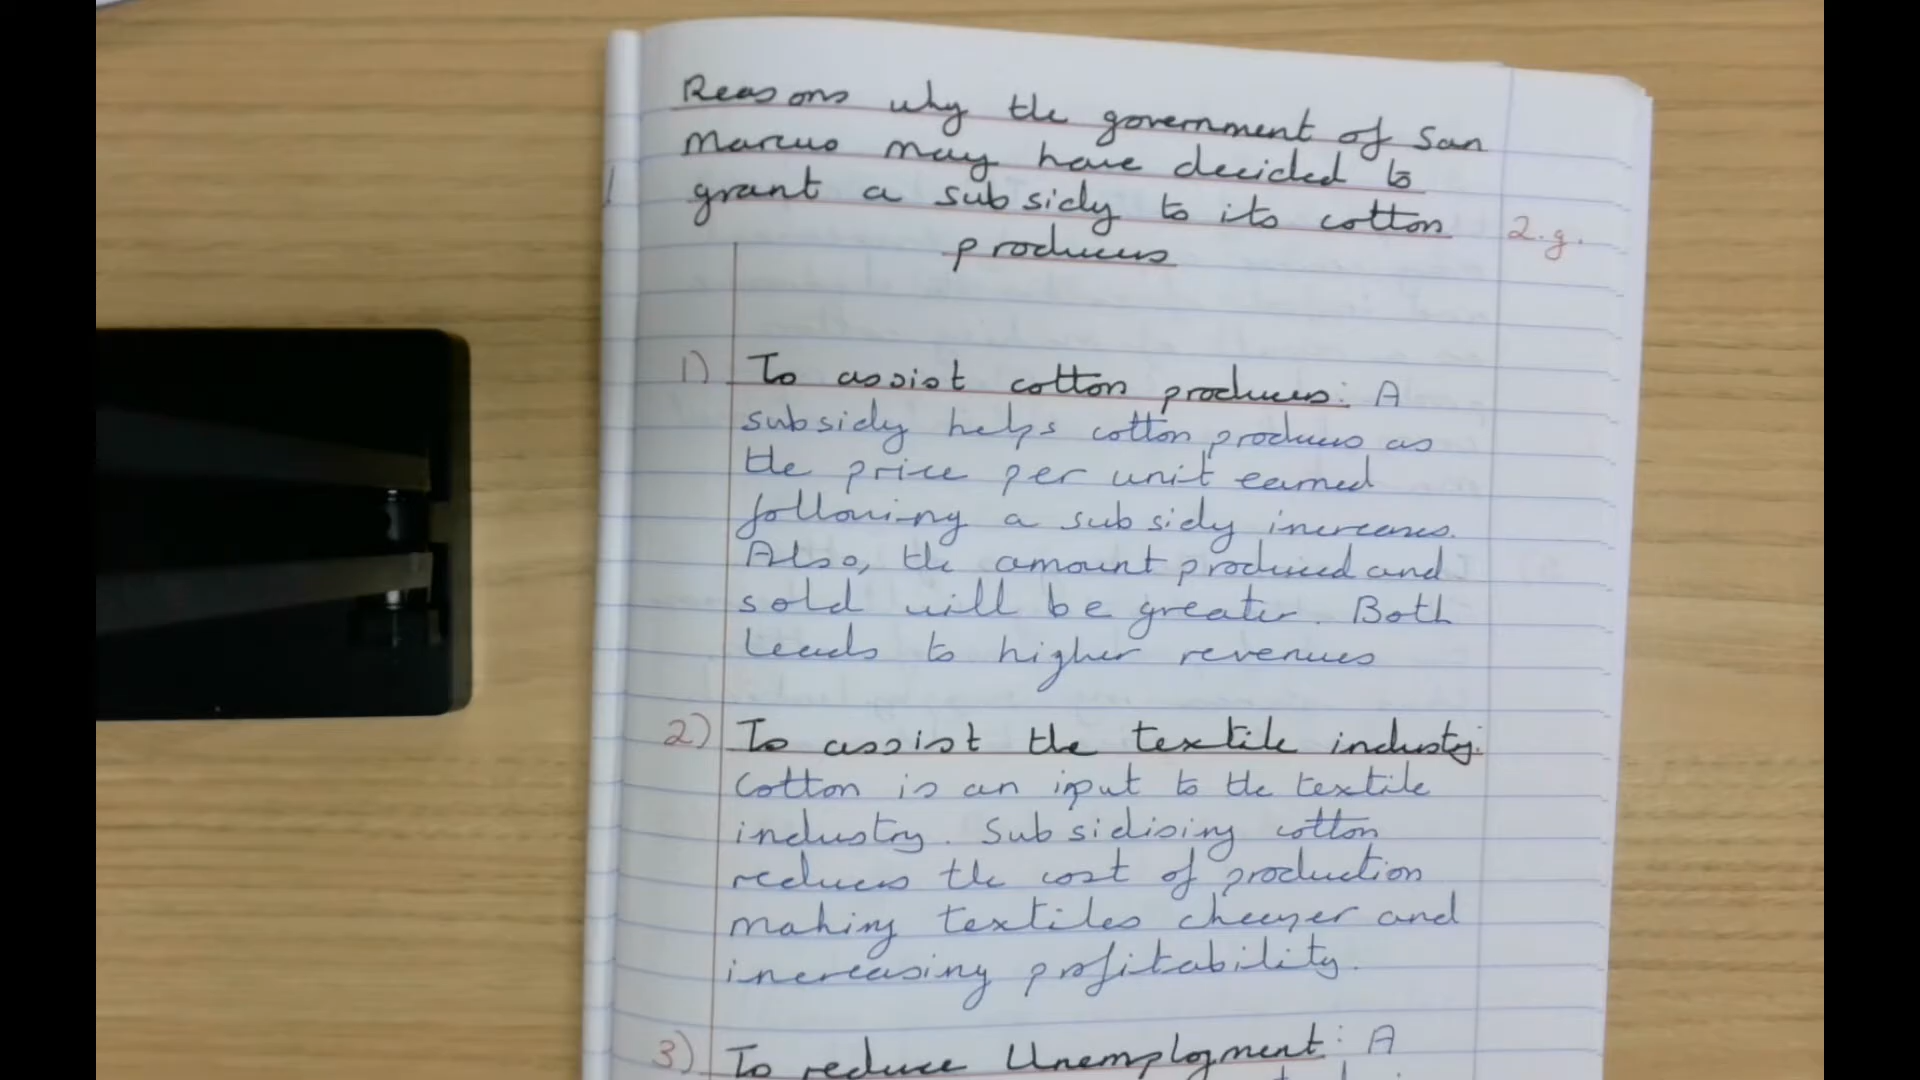 Reasons why the government of San
Marcus may have decided to
grant a subsidy to its cotton
producers
2.g.
1) To assist cotton producers: A
subsidy helps cotton producers as
the price per unit earned
following a subsidy increases.
Also, the amount produced and
sold will be greater. Both
leads to higher revenues
2) To assist the textile industry:
Cotton is an input to the textile
industry. Subsidising cotton
reduces the cost of production
making textiles cheaper and
increasing profitability.
3) To reduce Unemployment: A